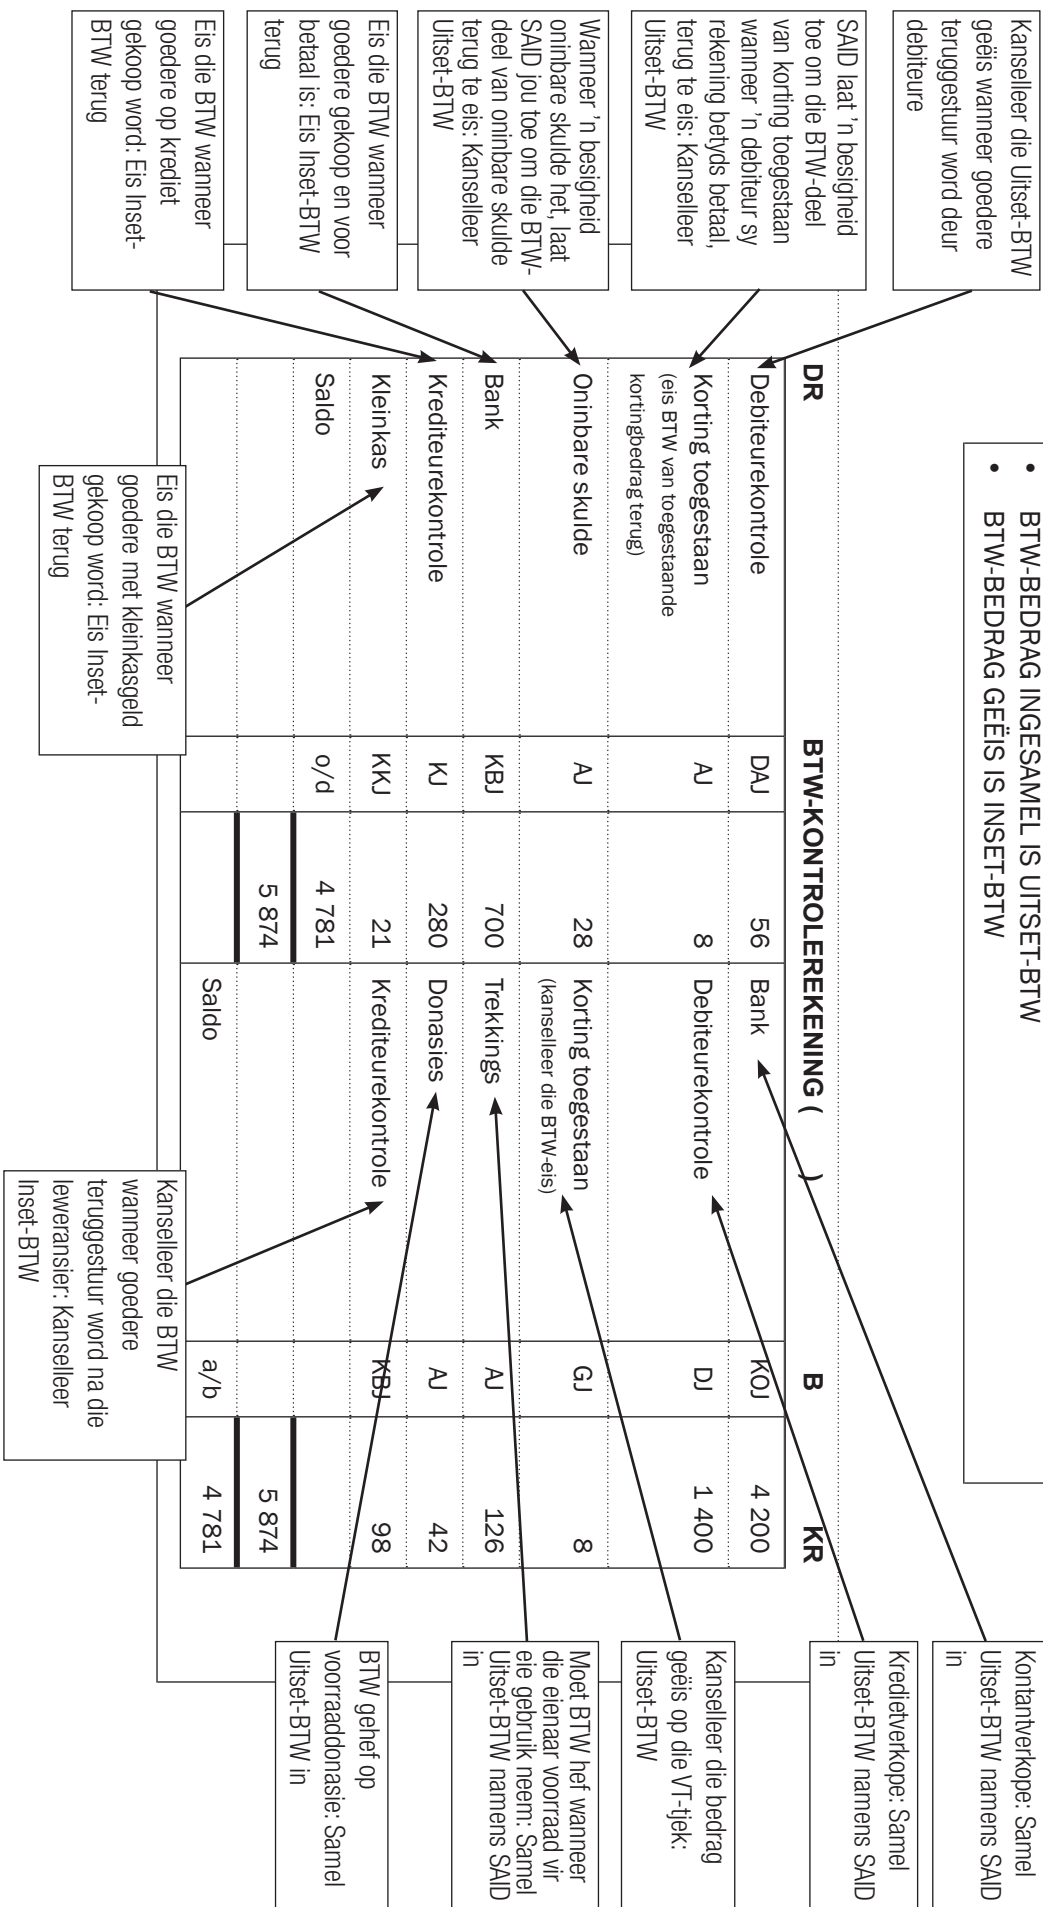 • BTW-BEDRAG INGESAMEL IS UITSET-BTW
• BTW-BEDRAG GEËIS IS INSET-BTW
Kanselleer die Uitset-BTW
geëis wanneer goedere
teruggestuur word deur
debiteure
SAID laat 'n besigheid
toe om die BTW-deel
van korting toegestaan
wanneer 'n debiteur sy
rekening betyds betaal,
terug te eis: Kanselleer
Uitset-BTW
Wanneer 'n besigheid
oninbare skulde het, laat
SAID jou toe om die BTW-
deel van oninbare skulde
terug te eis: Kanselleer
Uitset-BTW
Eis die BTW wanneer
goedere gekoop en voor
betaal is: Eis Inset-BTW
terug
Eis die BTW wanneer
goedere op krediet
gekoop word: Eis Inset-
BTW terug
DR BTW-KONTROLEREKENING ( ) B KR
Debiteurekontrole DAJ 56 Bank KOJ 4 200
Korting toegestaan AJ 8 Debiteurekontrole DJ 1 400
(eis BTW van toegestaande
kortingbedrag terug)
Oninbare skulde AJ 28 Korting toegestaan GJ 8
(kanselleer die BTW-eis)
Bank KBJ 700 Trekkings AJ 126
Krediteurekontrole KJ 280 Donasies AJ 42
Kleinkas KKJ 21 Krediteurekontrole KBJ 98
Saldo o/d 4 781
5 874 5 874
Saldo a/b 4 781
Eis die BTW wanneer
goedere met kleinkasgeld
gekoop word: Eis Inset-
BTW terug
Kanselleer die BTW
wanneer goedere
teruggestuur word na die
leweransier: Kanselleer
Inset-BTW
Kontantverkope: Samel
Uitset-BTW namens SAID
in
Kredietverkope: Samel
Uitset-BTW namens SAID
in
Kanselleer die bedrag
geëis op die VT-tjek:
Uitset-BTW
Moet BTW hef wanneer
die eienaar voorraad vir
eie gebruik neem: Samel
Uitset-BTW namens SAID
in
BTW gehef op
voorraaddonasie: Samel
Uitset-BTW in